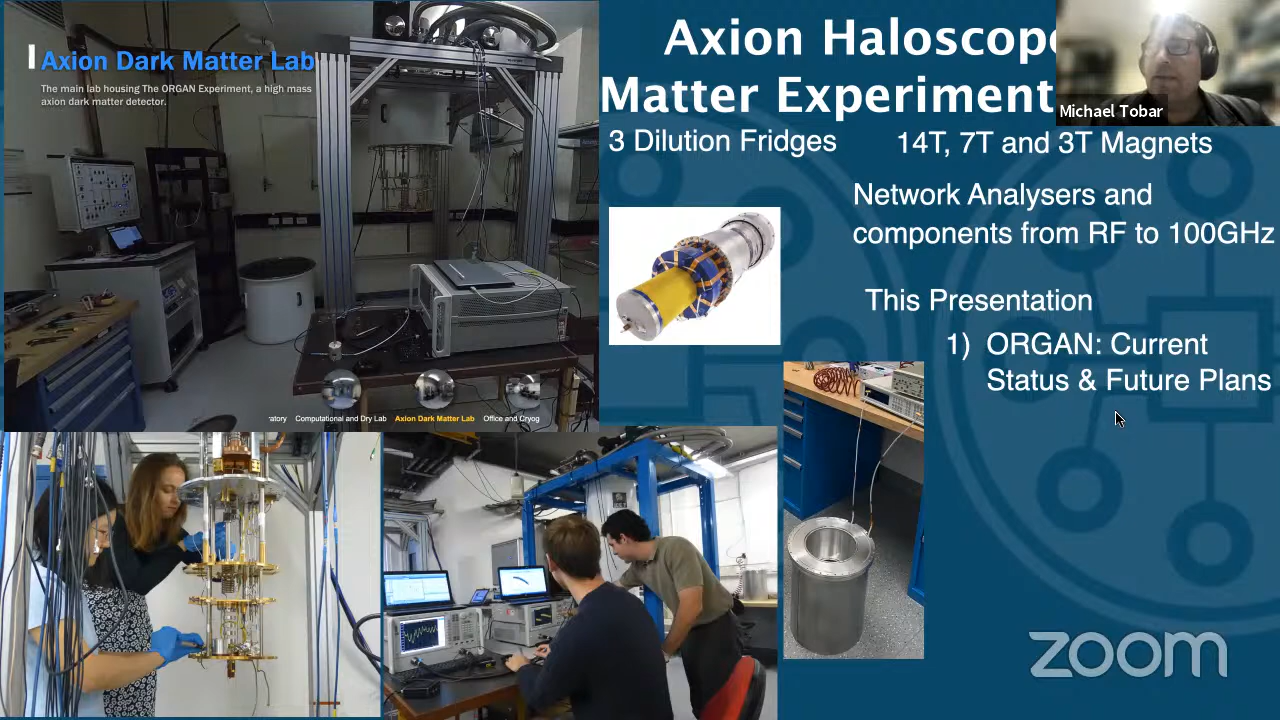 Axion Dark Matter Lab
The main lab housing The ORGAN Experiment, a high mass
axion dark matter detector.
atory Computational and Dry Lab Axion Dark Matter Lab Office and Cryog
Axion Haloscope
Matter Experiment
Michael Tobar
3 Dilution Fridges
14T, 7T and 3T Magnets
Network Analysers and
components from RF to 100GHz
This Presentation
1) ORGAN: Current
Status & Future Plans
zoom